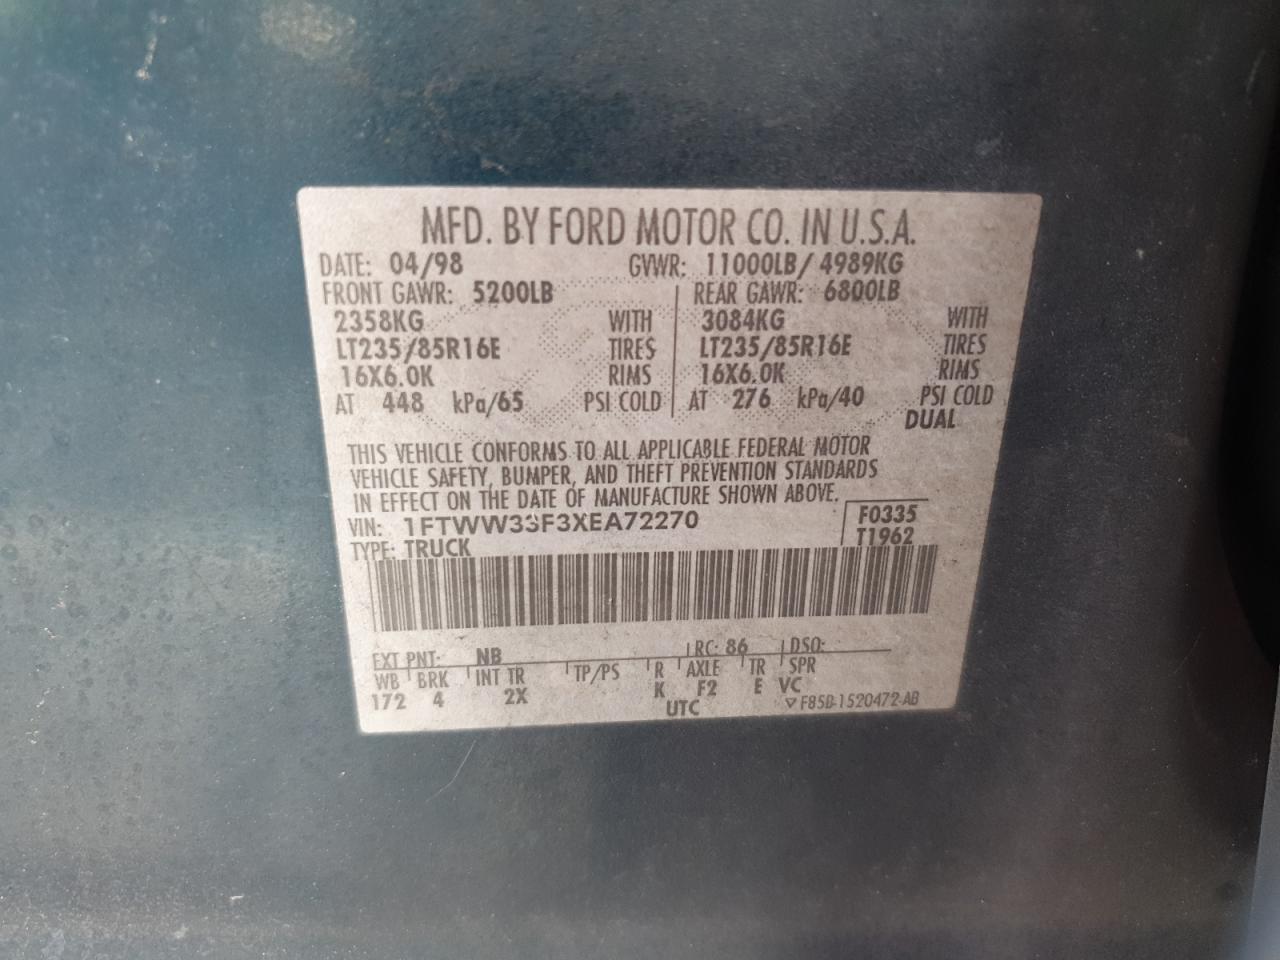 MFD. BY FORD MOTOR CO. IN U.S.A.
DATE: 04/98 GVWR: 11000LB/ 4989KG
FRONT GAWR: 5200LB REAR GAWR: 6800LB
2358KG WITH 3084KG WITH
LT235/85R16E TIRES LT235/85R16E TIRES
16X6.0K RIMS 16X6.0K RIMS
AT 448 kPa/65 PSI COLD AT 276 kPa/40 PSI COLD
DUAL
THIS VEHICLE CONFORMS TO ALL APPLICABLE FEDERAL MOTOR
VEHICLE SAFETY, BUMPER, AND THEFT PREVENTION STANDARDS
IN EFFECT ON THE DATE OF MANUFACTURE SHOWN ABOVE.
VIN: 1FTWW33F3XEA72270 F0335
TYPE: TRUCK T1962
EXT PNT: NB RC: 86 DSO:
WB BRK INT TR TP/PS R AXLE TR SPR
172 4 2X K F2 E VC
UTC ▽ F85B-1520472-AB